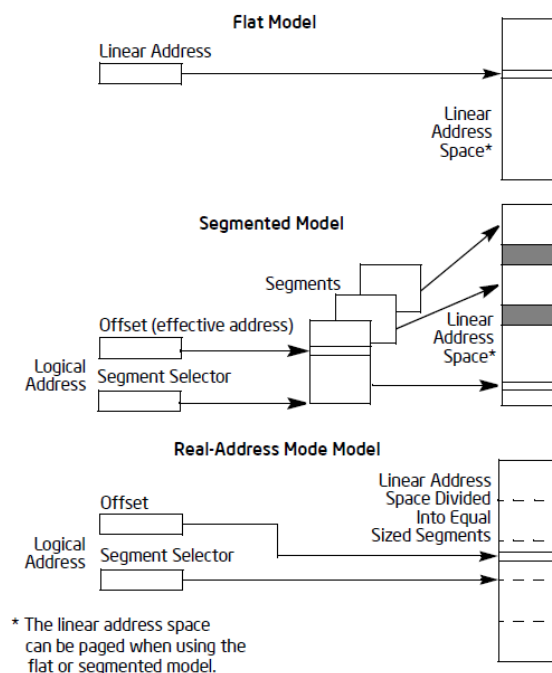 Flat Model
Linear Address
Linear
Address
Space*
Segmented Model
Segments
Offset (effective address)
Logical
Address
Segment Selector
Linear
Address
Space*
Real-Address Mode Model
Linear Address
Space Divided
Into Equal
Sized Segments
Offset
Logical
Address
Segment Selector
* The linear address space
can be paged when using the
flat or segmented model.